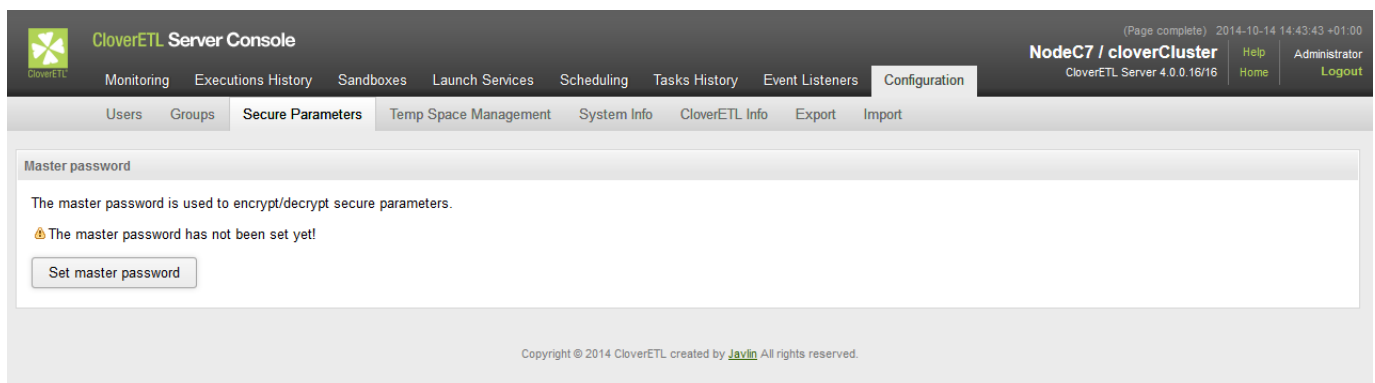 (Page complete) 2014-10-14 14:43:43 +01:00
CloverETL Server Console
NodeC7 / cloverCluster Help Administrator
CloverETL Server 4.0.0.16/16 Home Logout
CloverETL
Monitoring Executions History Sandboxes Launch Services Scheduling Tasks History Event Listeners Configuration
Users Groups Secure Parameters Temp Space Management System Info CloverETL Info Export Import
Master password
The master password is used to encrypt/decrypt secure parameters.
The master password has not been set yet!
Set master password
Copyright © 2014 CloverETL created by Javlin All rights reserved.